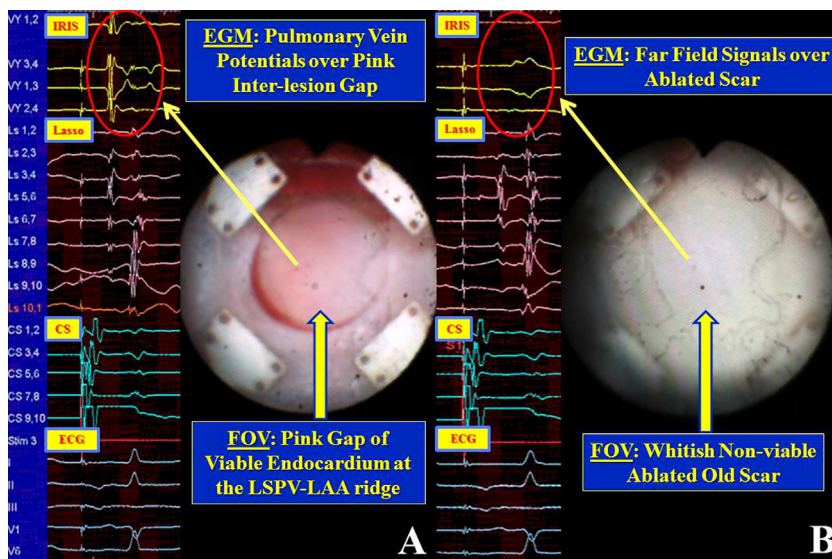 VY 1,2
IRIS
VY 3,4
VY 1,3
VY 2,4
Lasso
Ls 1,2
Ls 2,3
Ls 3,4
Ls 5,6
Ls 6,7
Ls 7,8
Ls 8,9
Ls 9,10
Ls 10,1
CS 1,2
CS
CS 3,4
CS 5,6
CS 7,8
CS 9,10
Stim 3
ECG
I
II
III
V1
V6
EGM: Pulmonary Vein
Potentials over Pink
Inter-lesion Gap
FOV: Pink Gap of
Viable Endocardium at
the LSPV-LAA ridge
A
IRIS
Lasso
CS
S1
ECG
EGM: Far Field Signals over
Ablated Scar
FOV: Whitish Non-viable
Ablated Old Scar
B